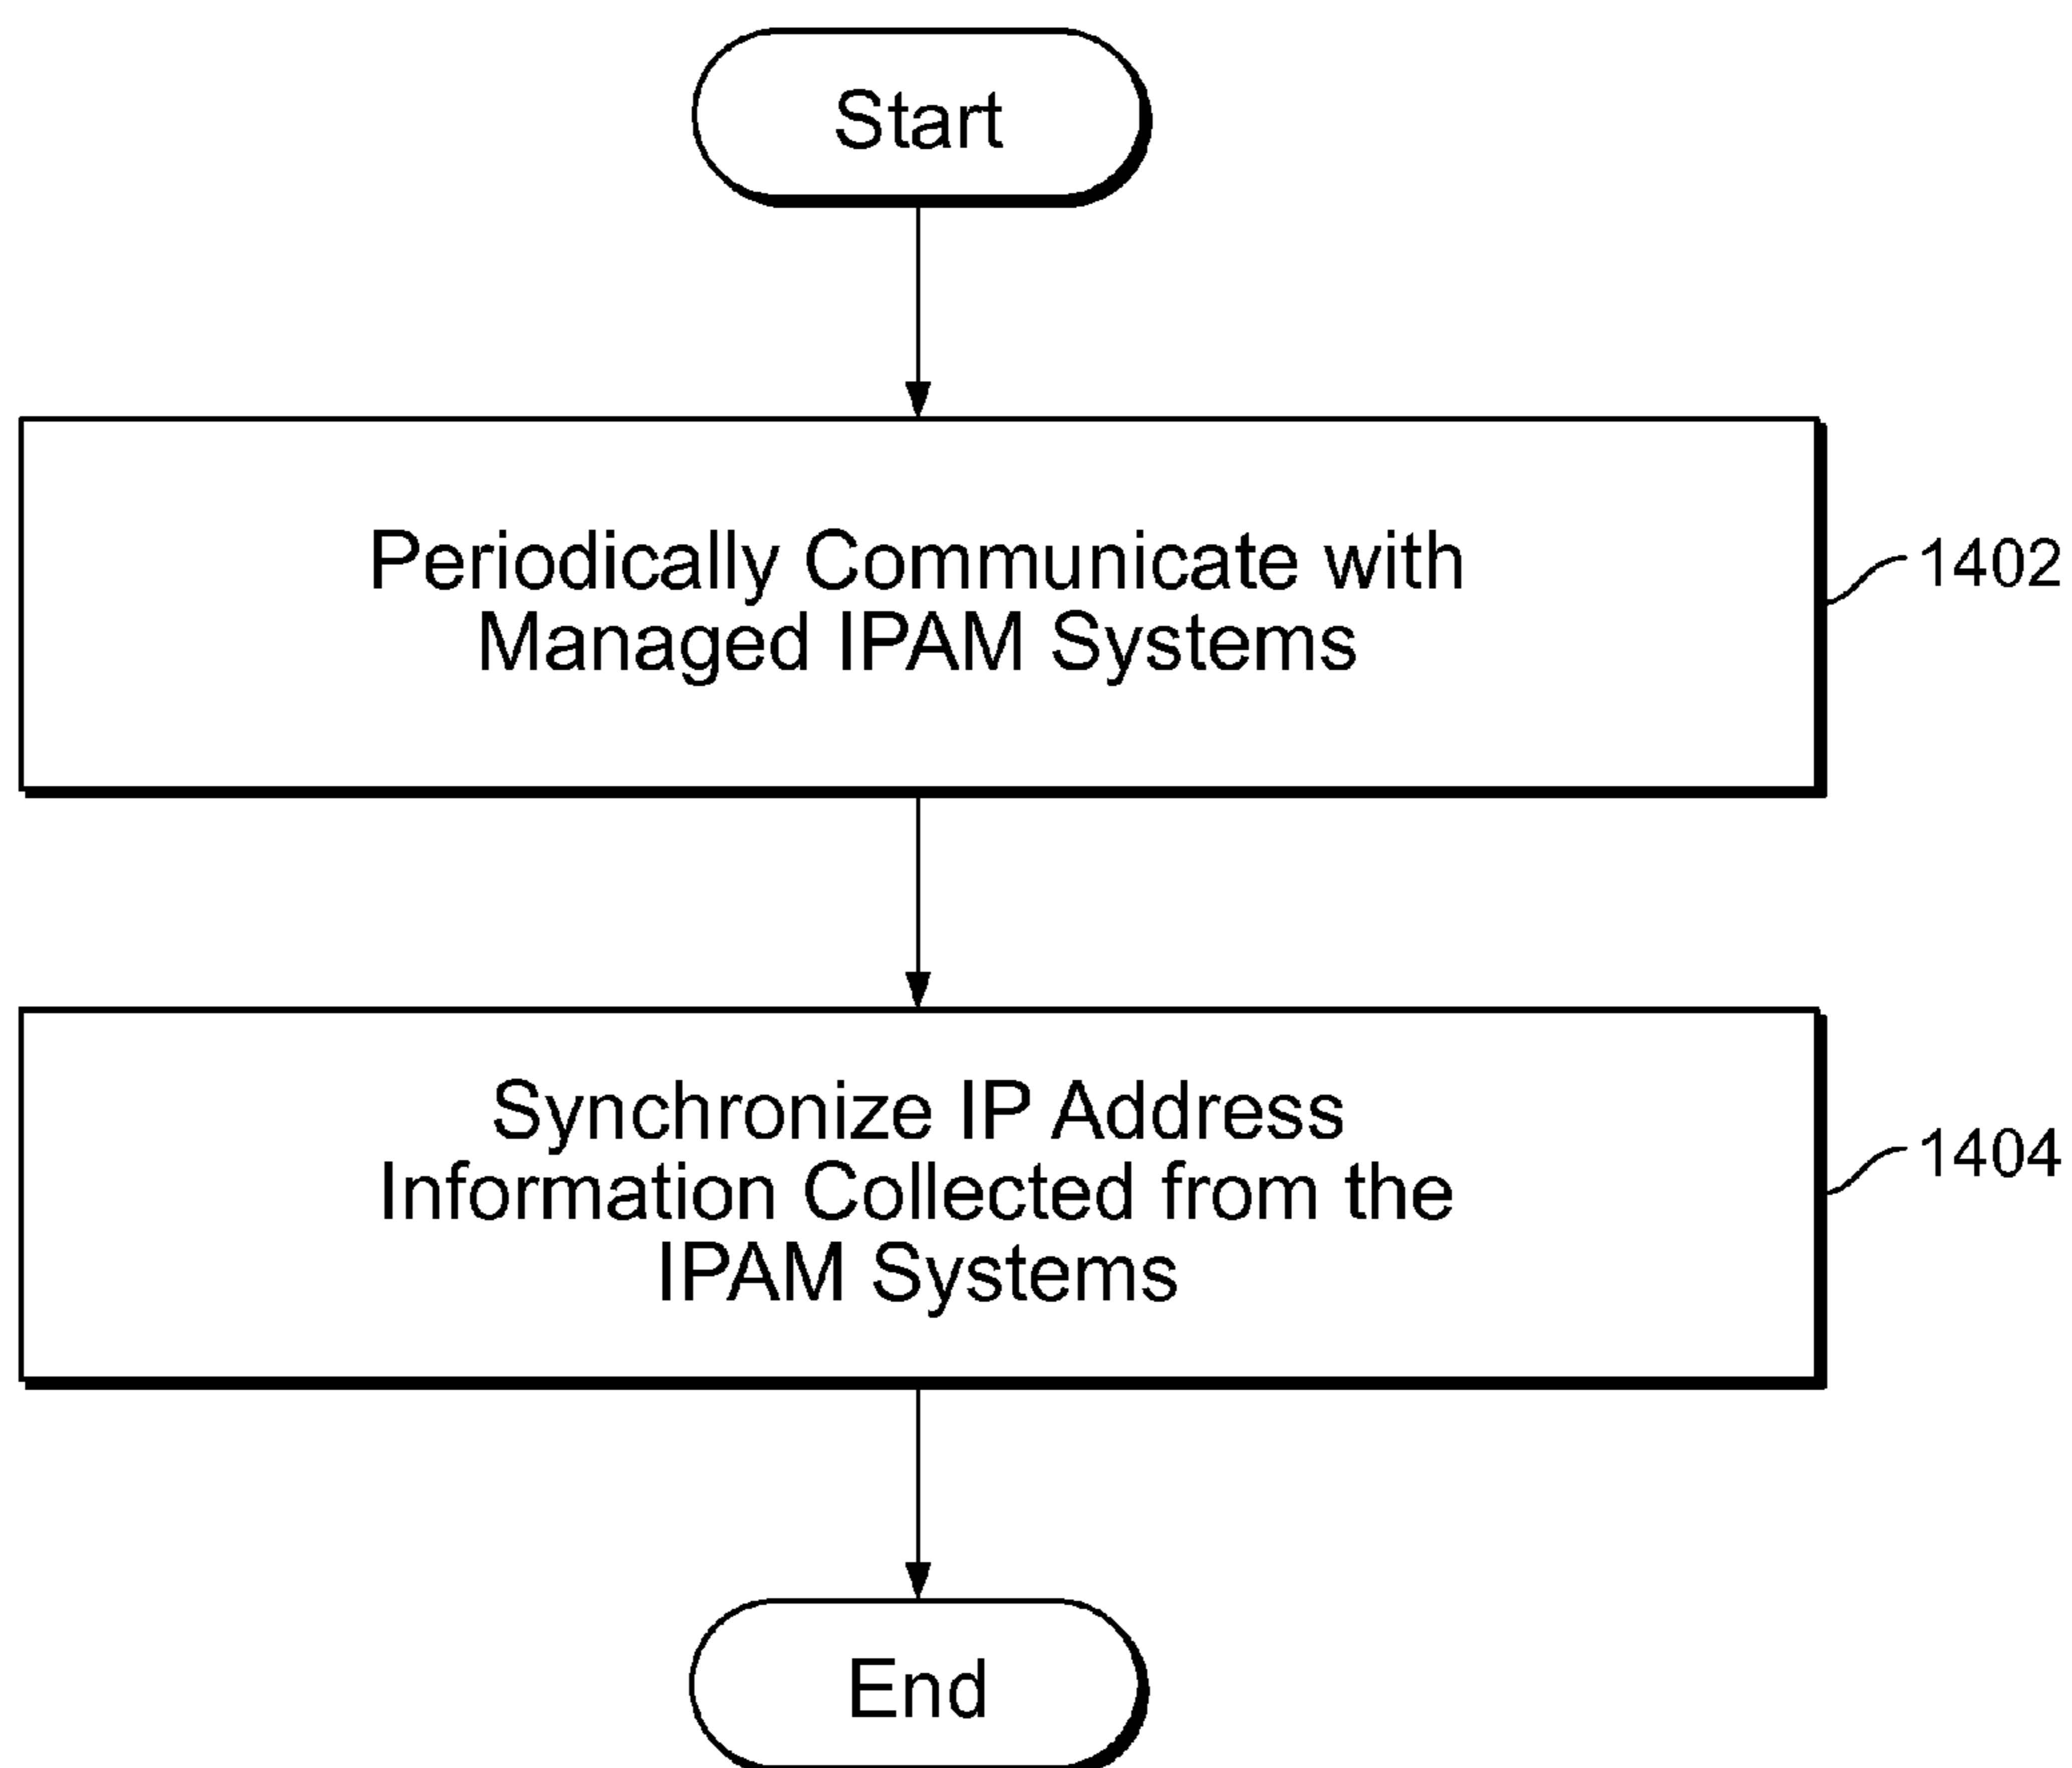 Start
Periodically Communicate with
Managed IPAM Systems
1402
Synchronize IP Address
Information Collected from the
IPAM Systems
1404
End